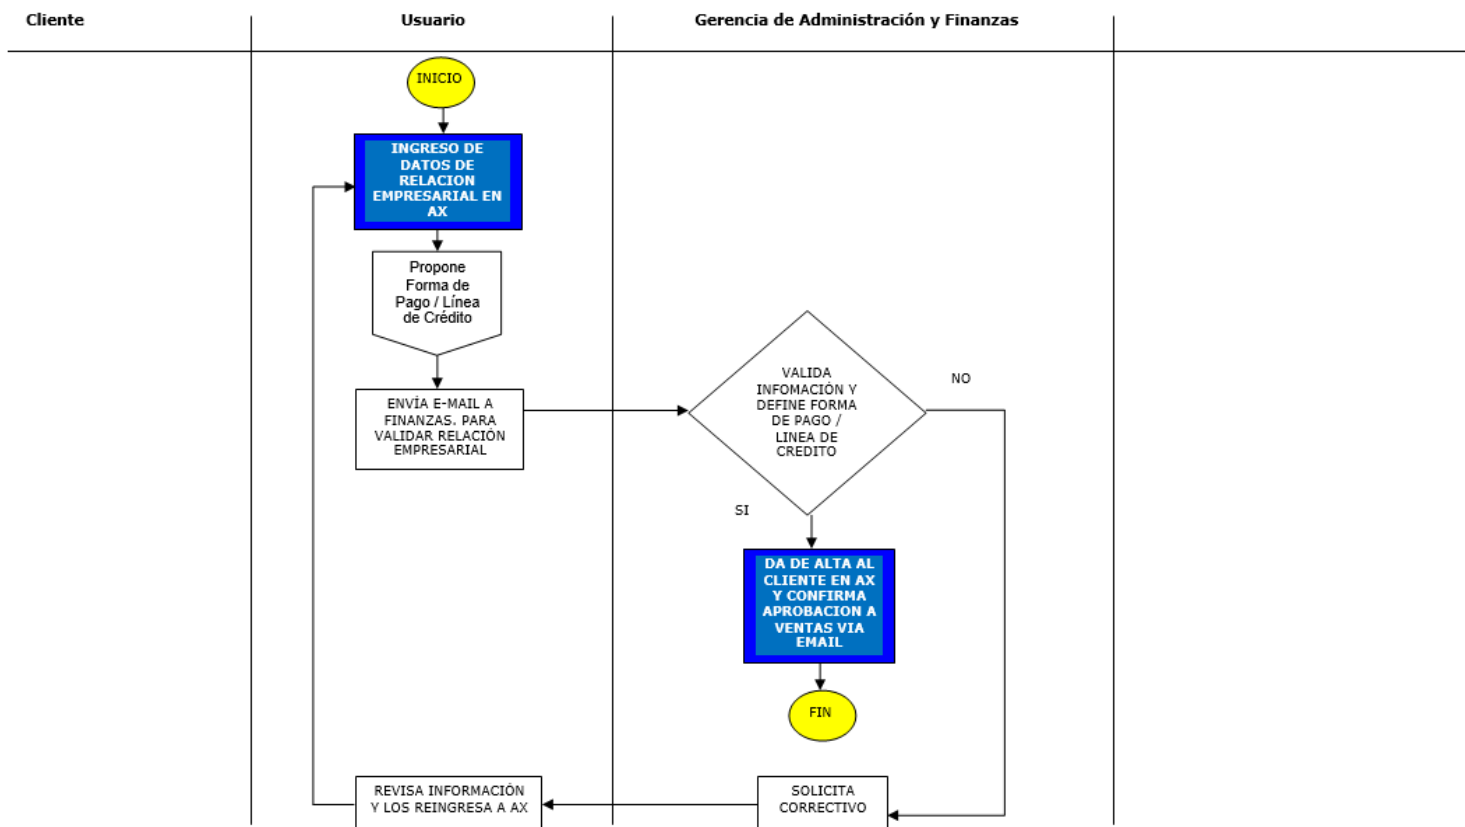 Cliente
Usuario
Gerencia de Administración y Finanzas
INICIO
INGRESO DE
DATOS DE
RELACION
EMPRESARIAL EN
AX
Propone
Forma de
Pago / Línea
de Crédito
ENVÍA E-MAIL A
FINANZAS. PARA
VALIDAR RELACIÓN
EMPRESARIAL
VALIDA
INFOMACIÓN Y
DEFINE FORMA
DE PAGO /
LINEA DE
CREDITO
NO
SI
DA DE ALTA AL
CLIENTE EN AX
Y CONFIRMA
APROBACION A
VENTAS VIA
EMAIL
FIN
REVISA INFORMACIÓN
Y LOS REINGRESA A AX
SOLICITA
CORRECTIVO